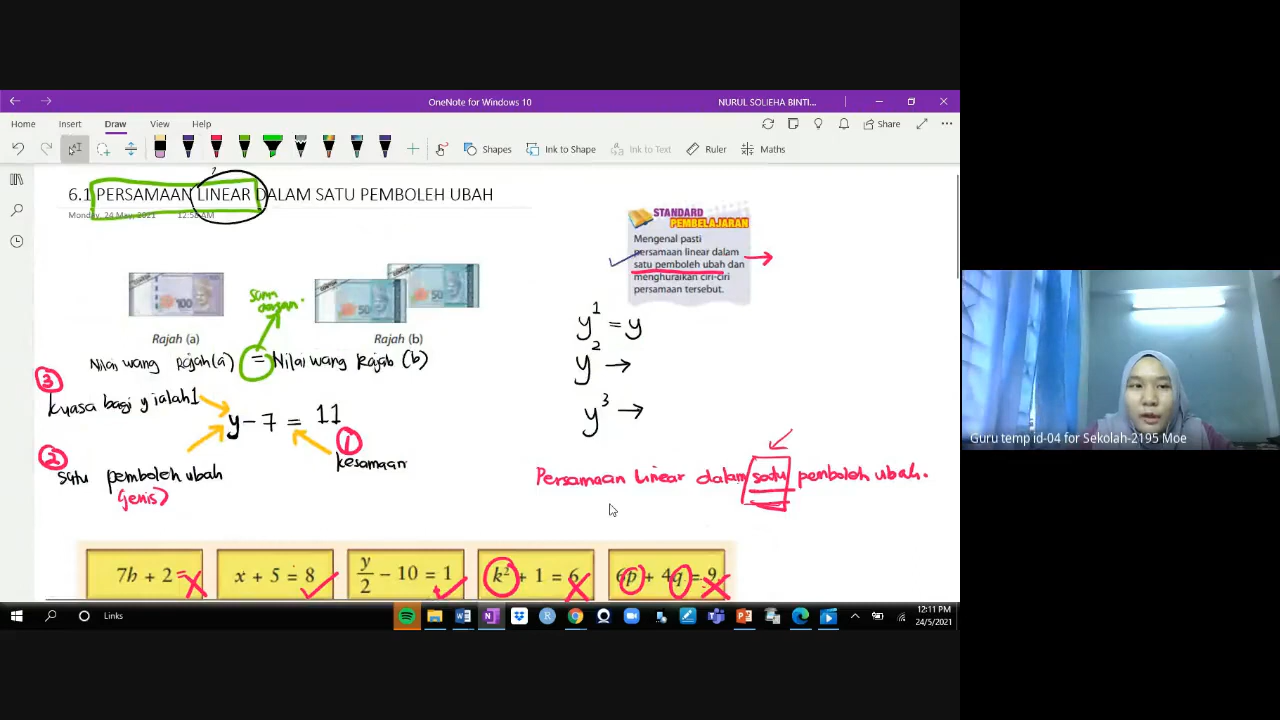 OneNote for Windows 10
NURUL SOLIEHA BINTI...
Home Insert Draw View Help
Share
Shapes Ink to Shape Ink to Text Ruler Maths
6.1 PERSAMAAN LINEAR DALAM SATU PEMBOLEH UBAH
Monday, 24 May, 2021
STANDARD
PEMBELAJARAN
Mengenal pasti
persamaan linear dalam
satu pemboleh ubah dan
menghuraikan ciri-ciri
persamaan tersebut.
100
50
50
Sama
dengan.
Rajah (a)
Rajah (b)
Nilai wang Rajah(a) = Nilai wang Rajah (b)
y¹ = y
y² →
y³ →
3
kuasa bagi y ialah 1
y - 7 = 11
1
kesamaan
2
satu pemboleh ubah
(jenis)
Persamaan Linear dalam satu pemboleh ubah.
7h + 2 =
x + 5 = 8
y/2 - 10 = 1
k² + 1 = 6
6p + 4q = 9
Guru temp id-04 for Sekolah-2195 Moe
Links
12:11 PM
24/5/2021